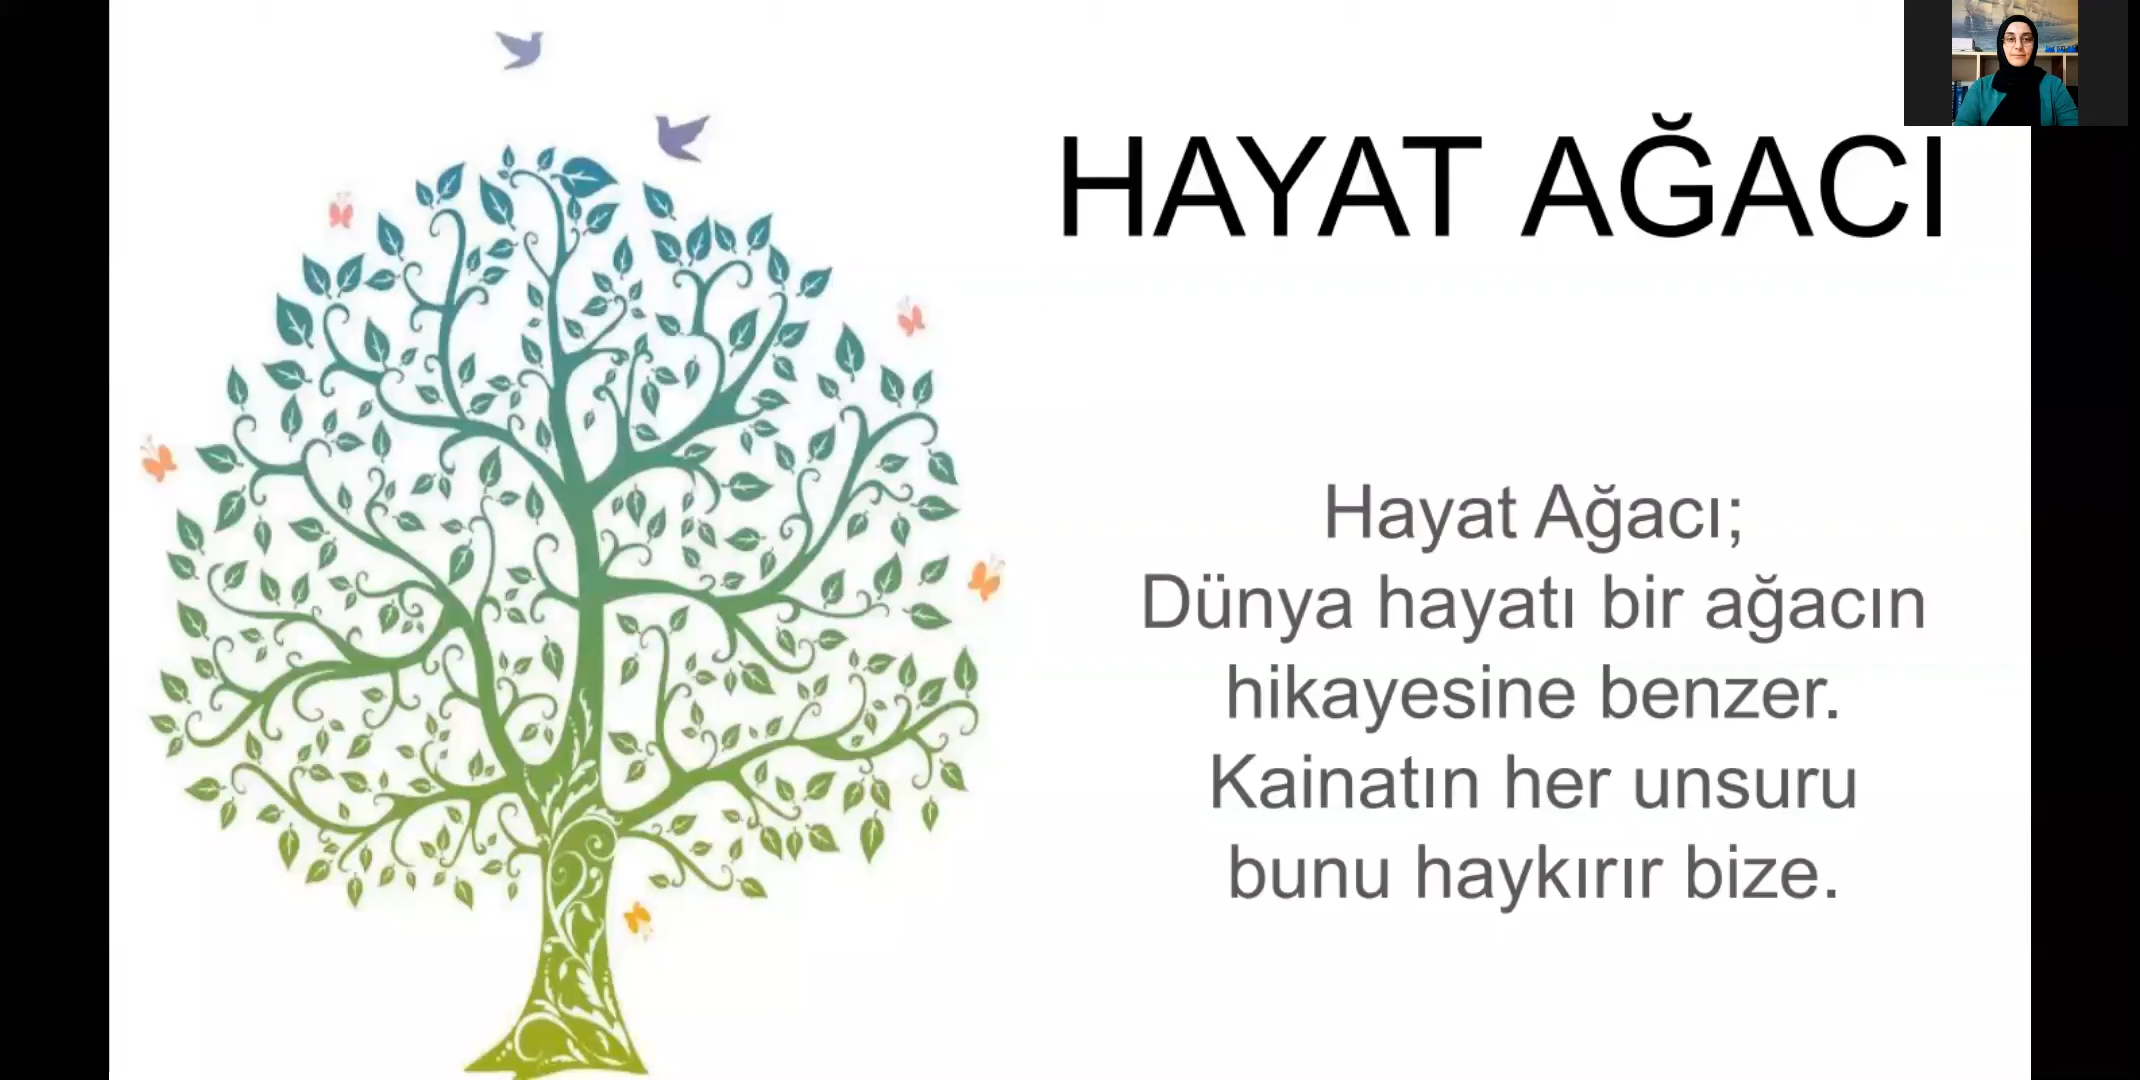 HAYAT AĞACI
Hayat Ağacı;
Dünya hayatı bir ağacın
hikayesine benzer.
Kainatın her unsuru
bunu haykırır bize.